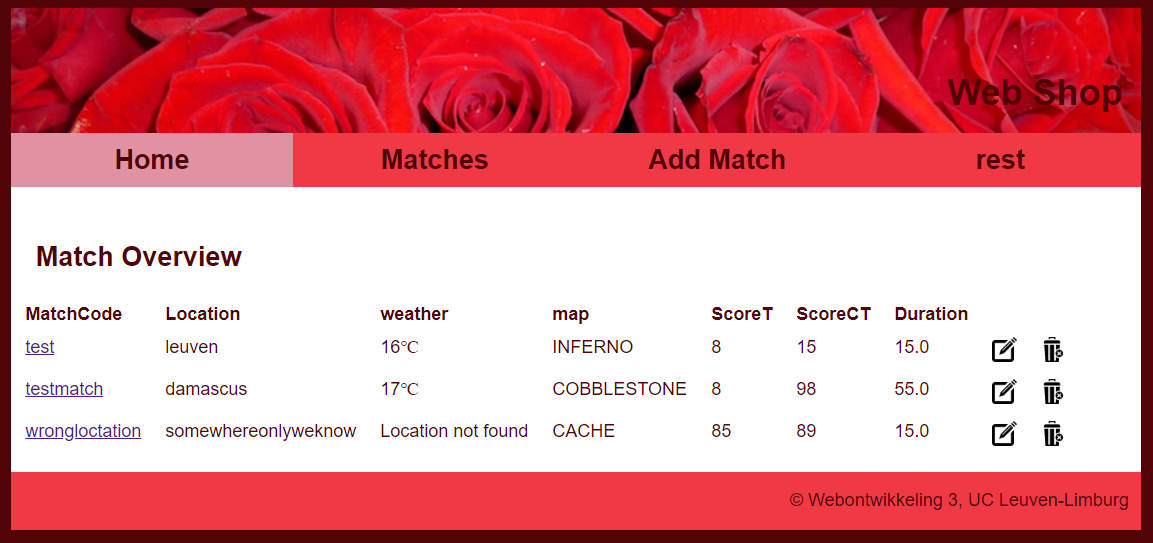 Web Shop
Home Matches Add Match rest
Match Overview
MatchCode Location weather map ScoreT ScoreCT Duration
test leuven 16℃ INFERNO 8 15 15.0
testmatch damascus 17℃ COBBLESTONE 8 98 55.0
wrongloctation somewhereonlyweknow Location not found CACHE 85 89 15.0
© Webontwikkeling 3, UC Leuven-Limburg